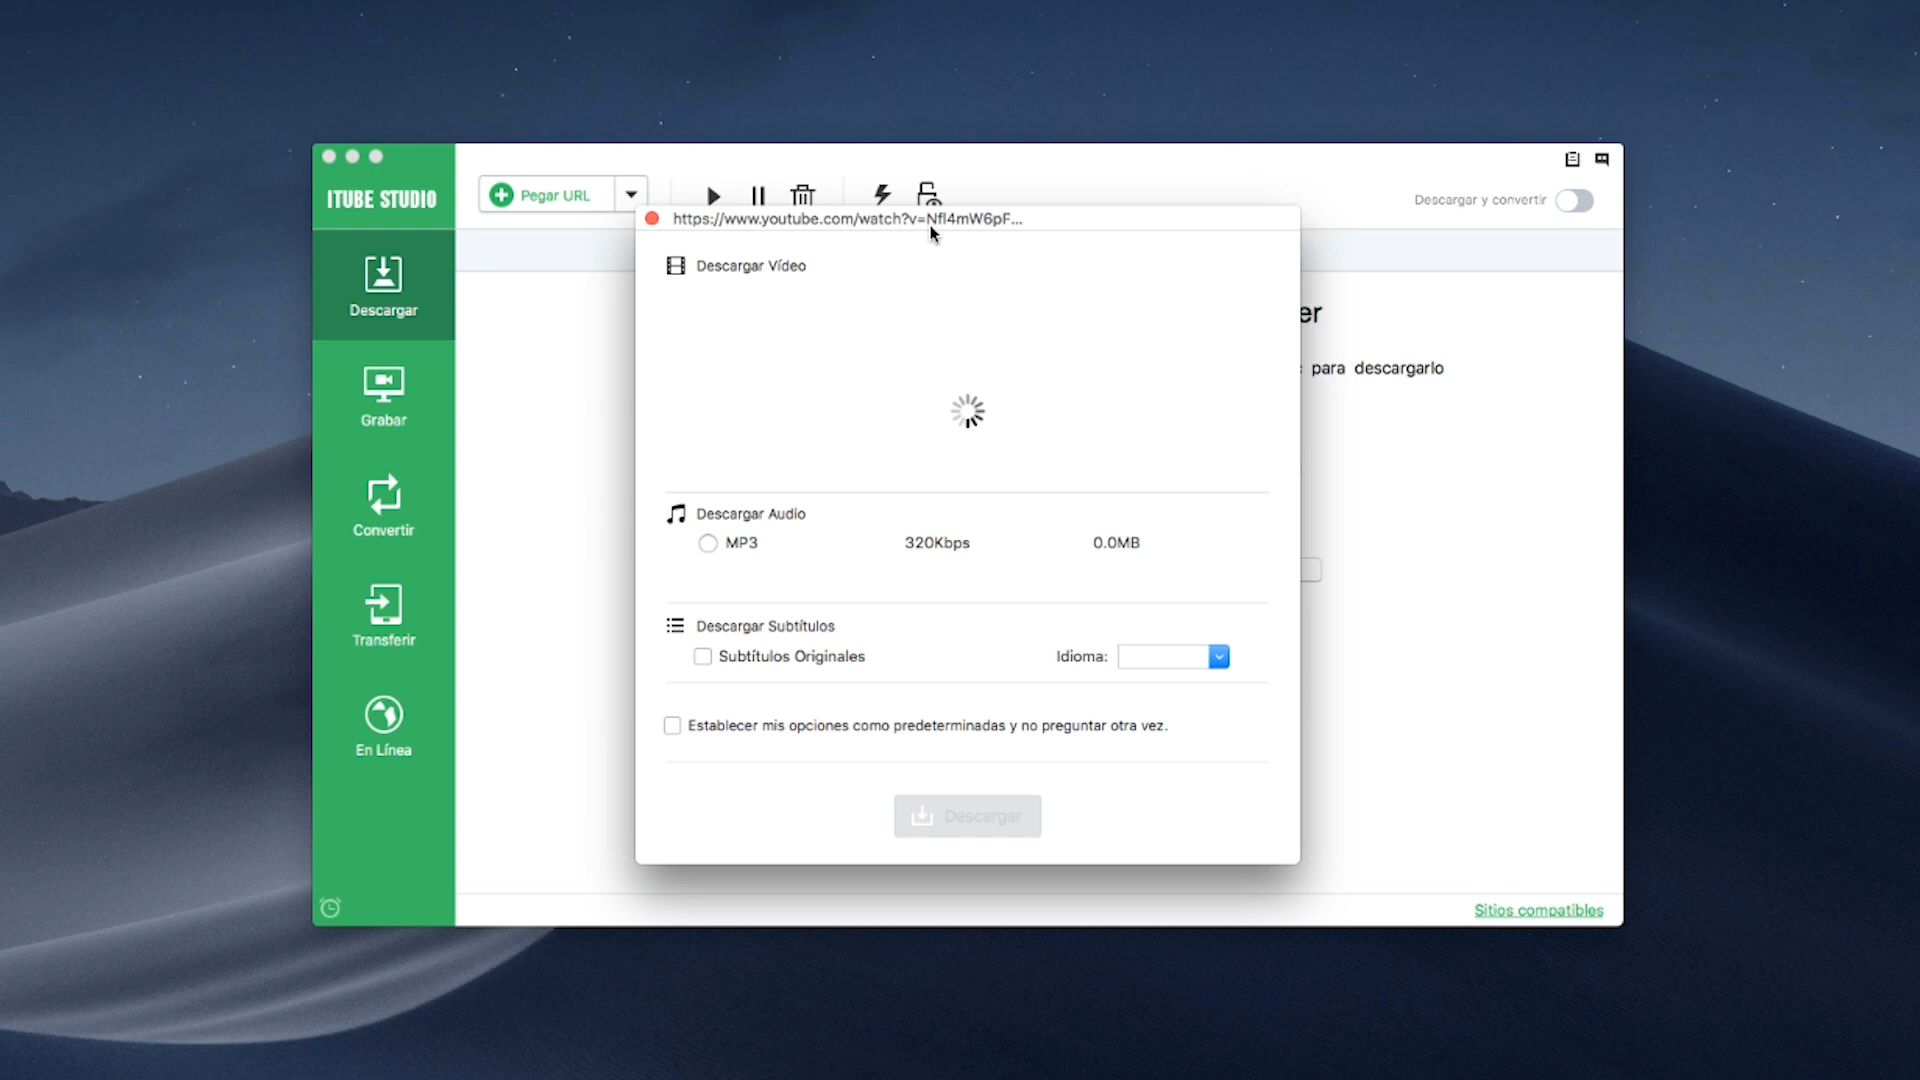 ITUBE STUDIO
Pegar URL
Descargar y convertir
https://www.youtube.com/watch?v=Nfl4mW6pF...
Descargar
Grabar
Convertir
Transferir
En Línea
Descargar Vídeo
er
para descargarlo
Descargar Audio
MP3 320Kbps 0.0MB
Descargar Subtítulos
Subtítulos Originales Idioma:
Establecer mis opciones como predeterminadas y no preguntar otra vez.
Descargar
Sitios compatibles